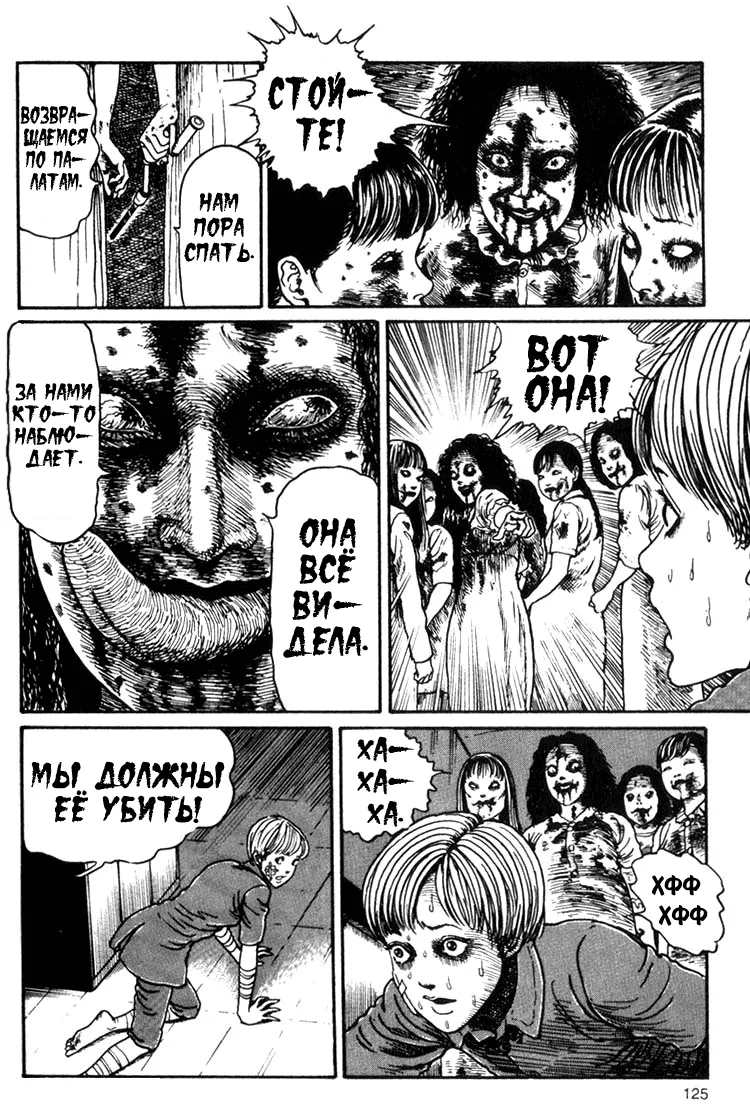 ВОЗВРА—
ЩАЕМСЯ
ПО ПА—
ЛАТАМ.
НАМ
ПОРА
СПАТЬ.
СТОЙ—
ТЕ!
ЗА НАМИ
КТО—ТО
НАБЛЮ—
ДАЕТ.
ОНА
ВСЁ
ВИ—
ДЕЛА.
ВОТ
ОНА!
МЫ ДОЛЖНЫ
ЕЁ УБИТЬ!
ХА—
ХА—
ХА.
ХФФ
ХФФ
125